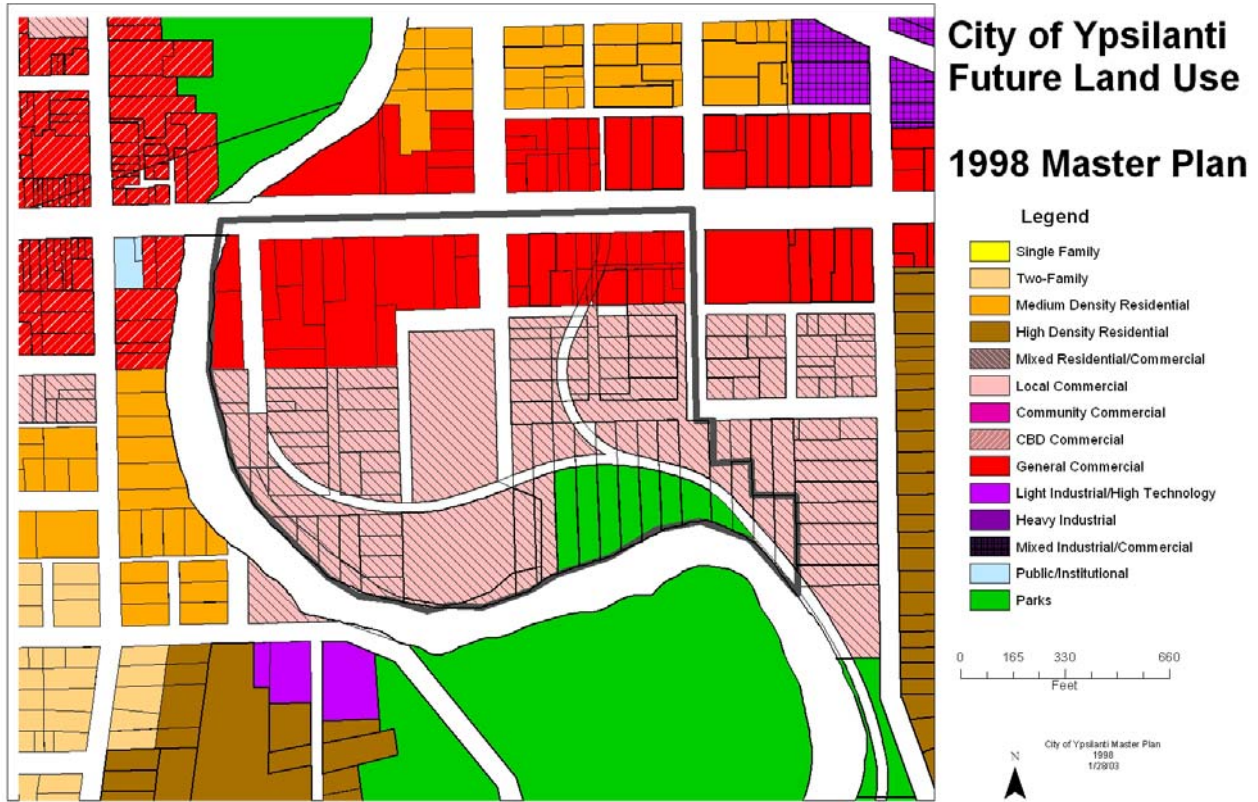 City of Ypsilanti
Future Land Use
1998 Master Plan
Legend
Single Family
Two-Family
Medium Density Residential
High Density Residential
Mixed Residential/Commercial
Local Commercial
Community Commercial
CBD Commercial
General Commercial
Light Industrial/High Technology
Heavy Industrial
Mixed Industrial/Commercial
Public/Institutional
Parks
0 165 330 660
Feet
N
City of Ypsilanti Master Plan
1998
1/28/03